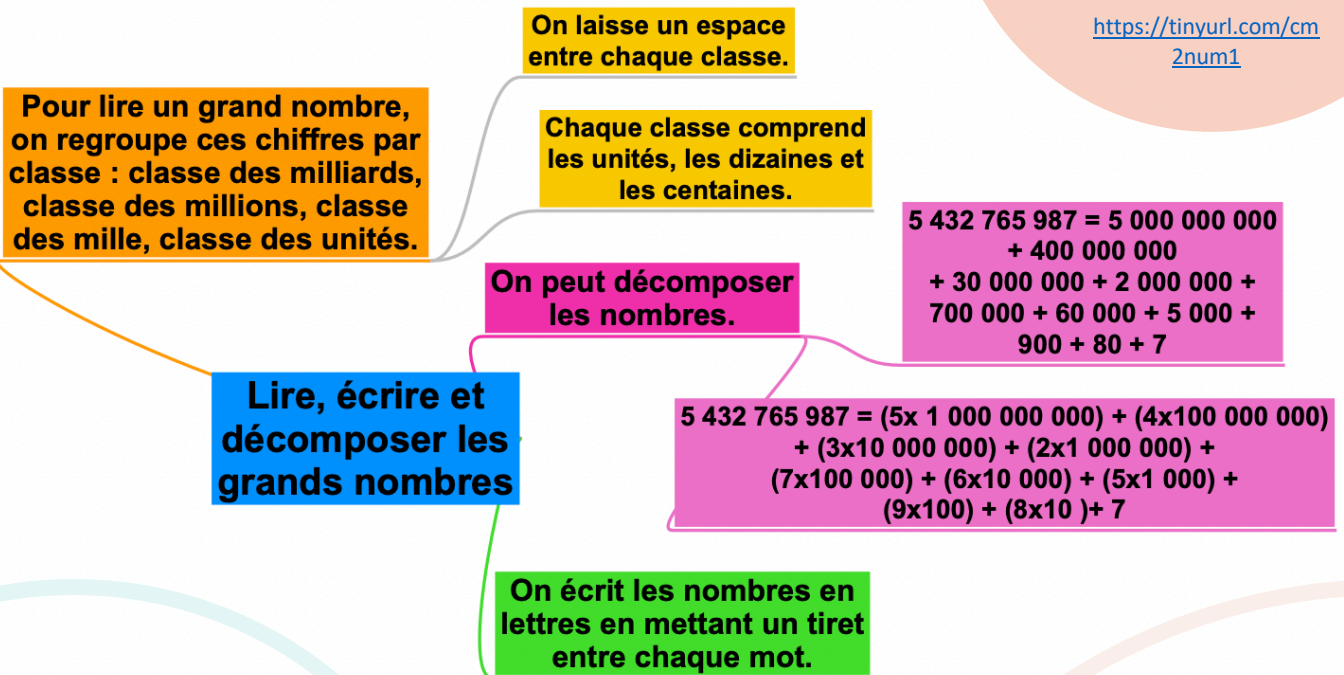 On laisse un espace
entre chaque classe.
https://tinyurl.com/cm
2num1
Pour lire un grand nombre,
on regroupe ces chiffres par
classe : classe des milliards,
classe des millions, classe
des mille, classe des unités.
Chaque classe comprend
les unités, les dizaines et
les centaines.
On peut décomposer
les nombres.
5 432 765 987 = 5 000 000 000
+ 400 000 000
+ 30 000 000 + 2 000 000 +
700 000 + 60 000 + 5 000 +
900 + 80 + 7
Lire, écrire et
décomposer les
grands nombres
5 432 765 987 = (5x 1 000 000 000) + (4x100 000 000)
+ (3x10 000 000) + (2x1 000 000) +
(7x100 000) + (6x10 000) + (5x1 000) +
(9x100) + (8x10 )+ 7
On écrit les nombres en
lettres en mettant un tiret
entre chaque mot.